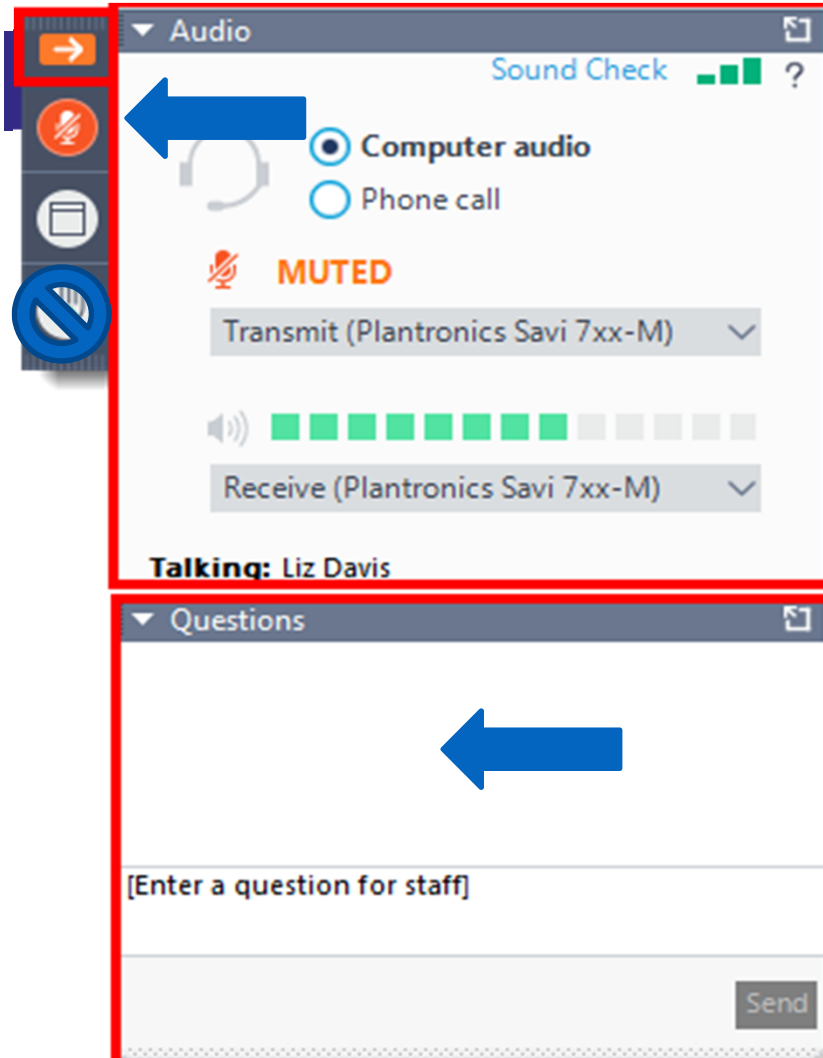 Audio
Sound Check ?
Computer audio
Phone call
MUTED
Transmit (Plantronics Savi 7xx-M)
Receive (Plantronics Savi 7xx-M)
Talking: Liz Davis
Questions
[Enter a question for staff]
Send